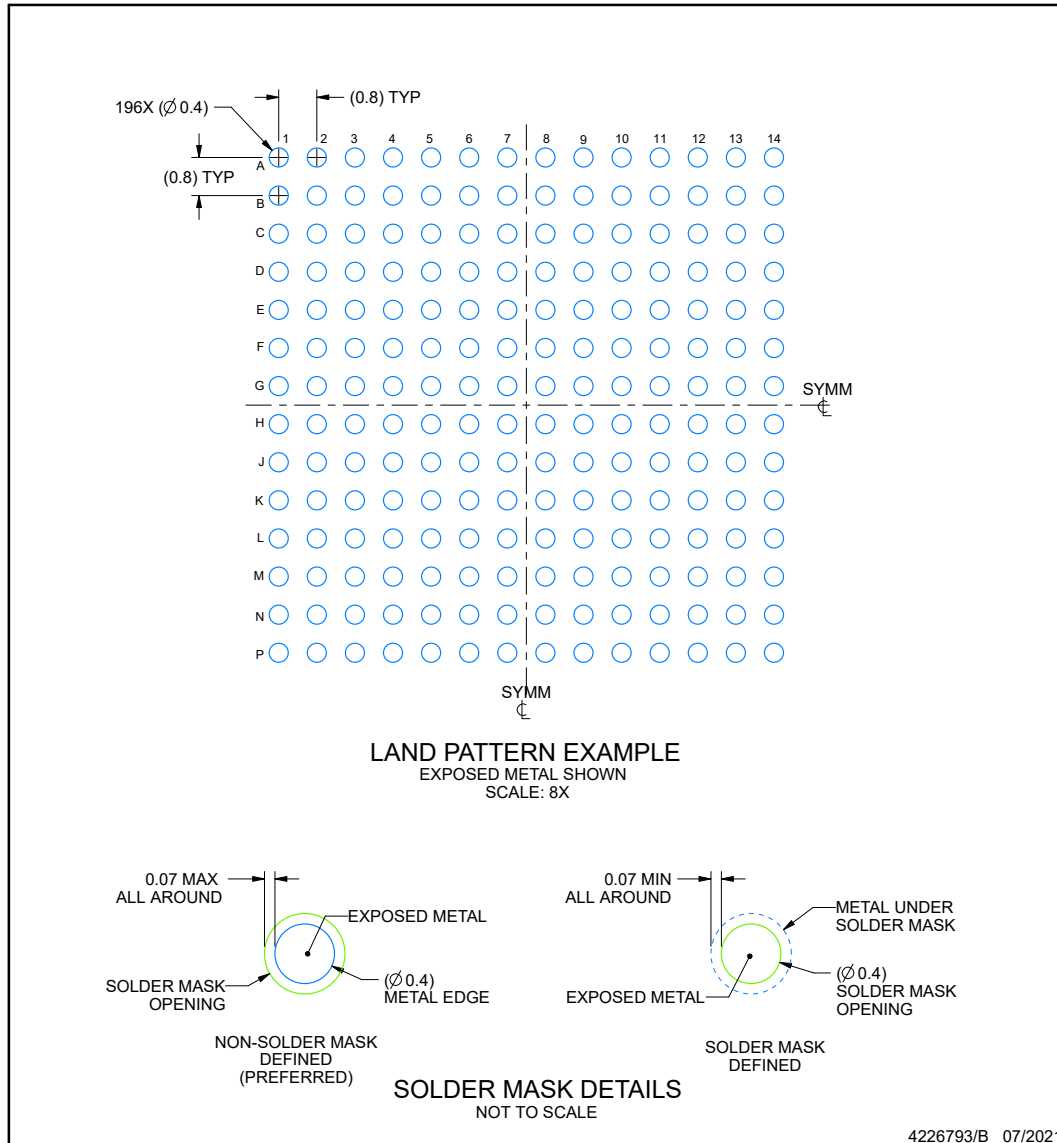 (0.8) TYP
196X (∅ 0.4)
1 2 3 4 5 6 7 8 9 10 11 12 13 14
A
(0.8) TYP
B
C
D
E
F
G
SYMM
℄
H
J
K
L
M
N
P
SYMM
℄
LAND PATTERN EXAMPLE
EXPOSED METAL SHOWN
SCALE: 8X
0.07 MAX
ALL AROUND
EXPOSED METAL
SOLDER MASK
OPENING
(∅ 0.4)
METAL EDGE
NON-SOLDER MASK
DEFINED
(PREFERRED)
0.07 MIN
ALL AROUND
METAL UNDER
SOLDER MASK
EXPOSED METAL
(∅ 0.4)
SOLDER MASK
OPENING
SOLDER MASK
DEFINED
SOLDER MASK DETAILS
NOT TO SCALE
4226793/B 07/2021